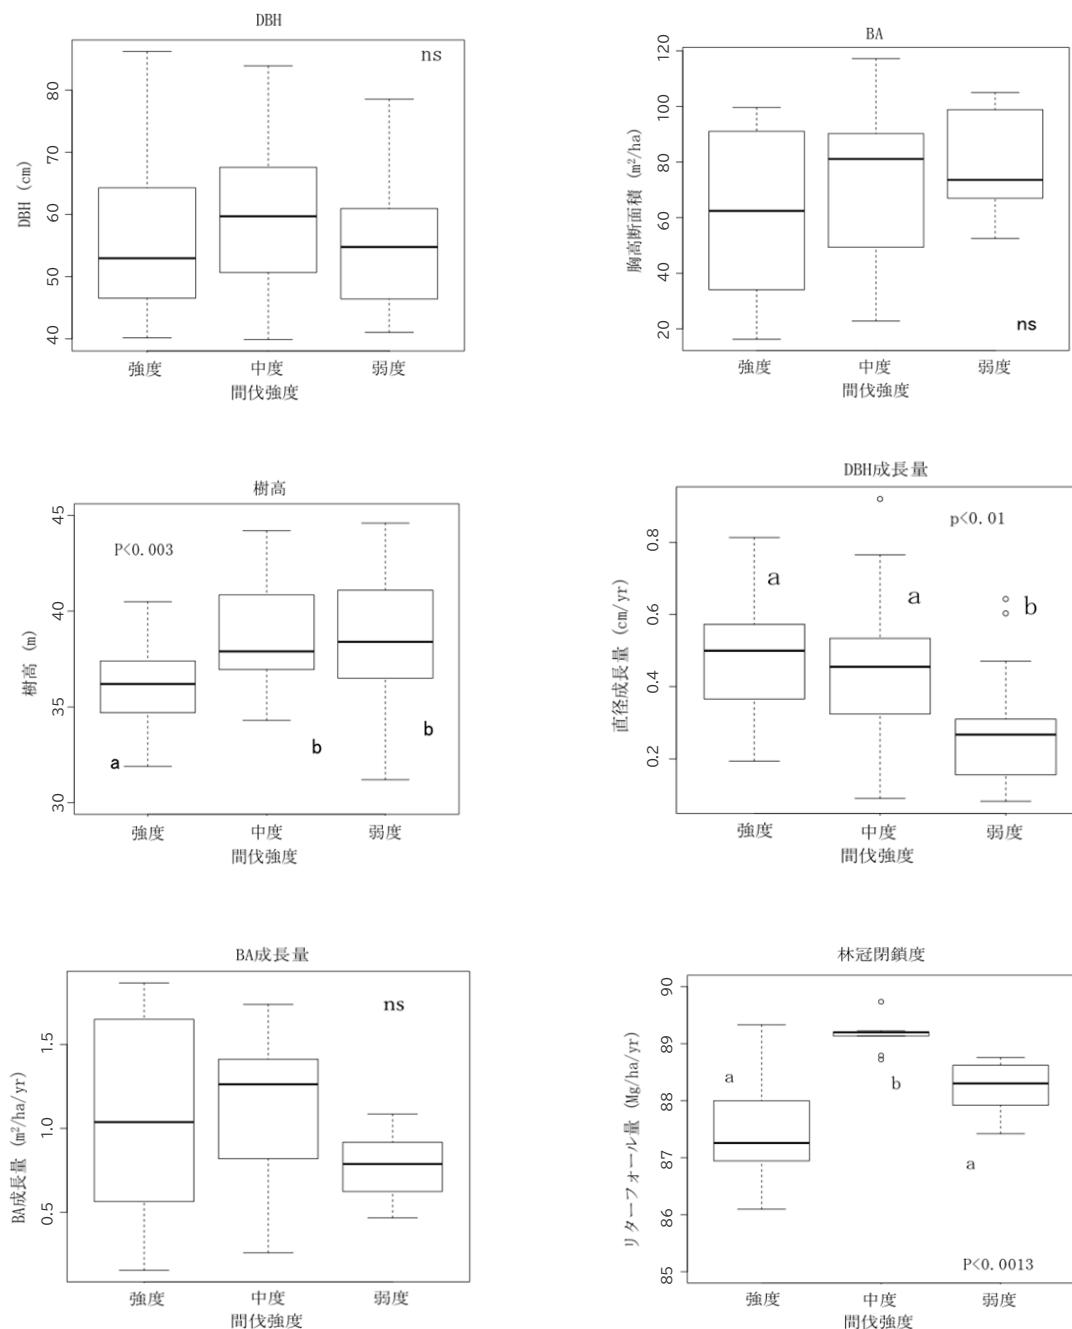 DBH
ns
DBH (cm)
80
70
60
50
40
強度 中度 弱度
間伐強度
BA
胸高断面積 (m²/ha)
120
100
80
60
40
20
ns
強度 中度 弱度
間伐強度
樹高
P<0.003
樹高 (m)
45
40
35
30
a
b
b
強度 中度 弱度
間伐強度
DBH成長量
p<0.01
直径成長量 (cm/yr)
0.8
0.6
0.4
0.2
a
a
b
強度 中度 弱度
間伐強度
BA成長量
ns
BA成長量 (m²/ha/yr)
1.5
1.0
0.5
強度 中度 弱度
間伐強度
林冠閉鎖度
リターフォール量 (Mg/ha/yr)
90
89
88
87
86
85
a
b
a
P<0.0013
強度 中度 弱度
間伐強度